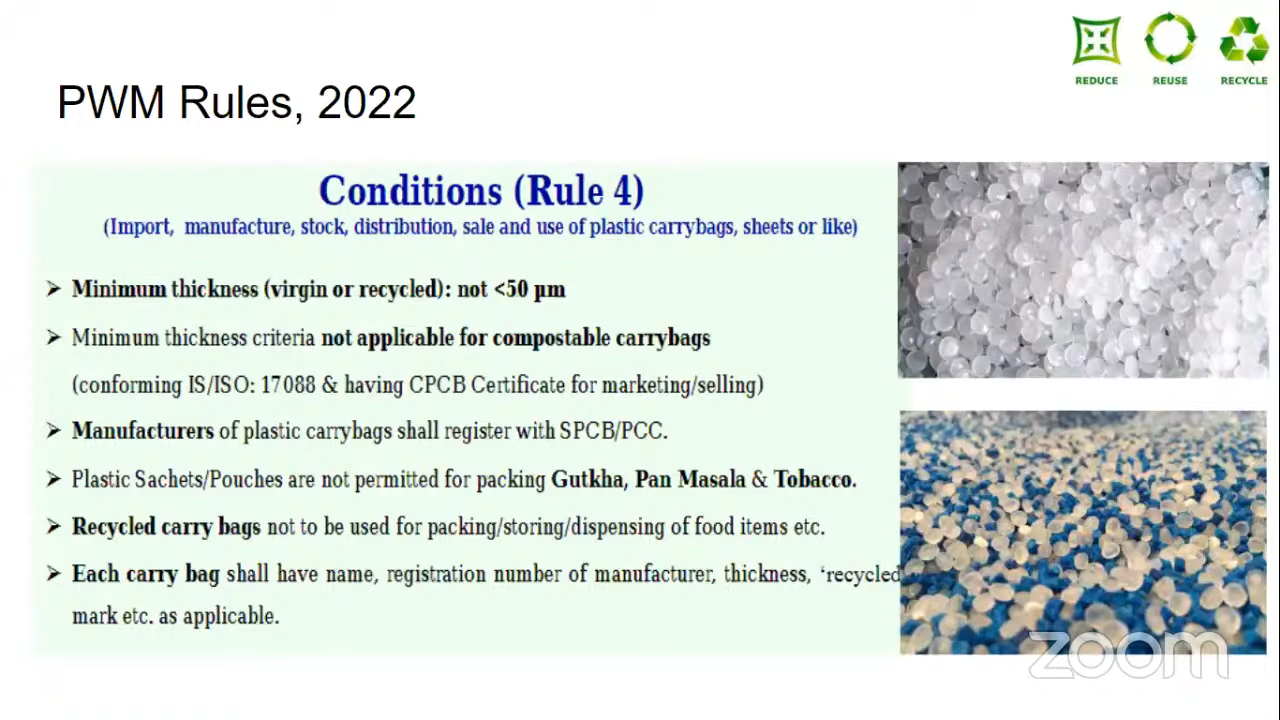 REDUCE REUSE RECYCLE
PWM Rules, 2022
Conditions (Rule 4)
(Import, manufacture, stock, distribution, sale and use of plastic carrybags, sheets or like)
➢ Minimum thickness (virgin or recycled): not <50 µm
➢ Minimum thickness criteria not applicable for compostable carrybags
(conforming IS/ISO: 17088 & having CPCB Certificate for marketing/selling)
➢ Manufacturers of plastic carrybags shall register with SPCB/PCC.
➢ Plastic Sachets/Pouches are not permitted for packing Gutkha, Pan Masala & Tobacco.
➢ Recycled carry bags not to be used for packing/storing/dispensing of food items etc.
➢ Each carry bag shall have name, registration number of manufacturer, thickness, ‘recycled
mark etc. as applicable.
zoom